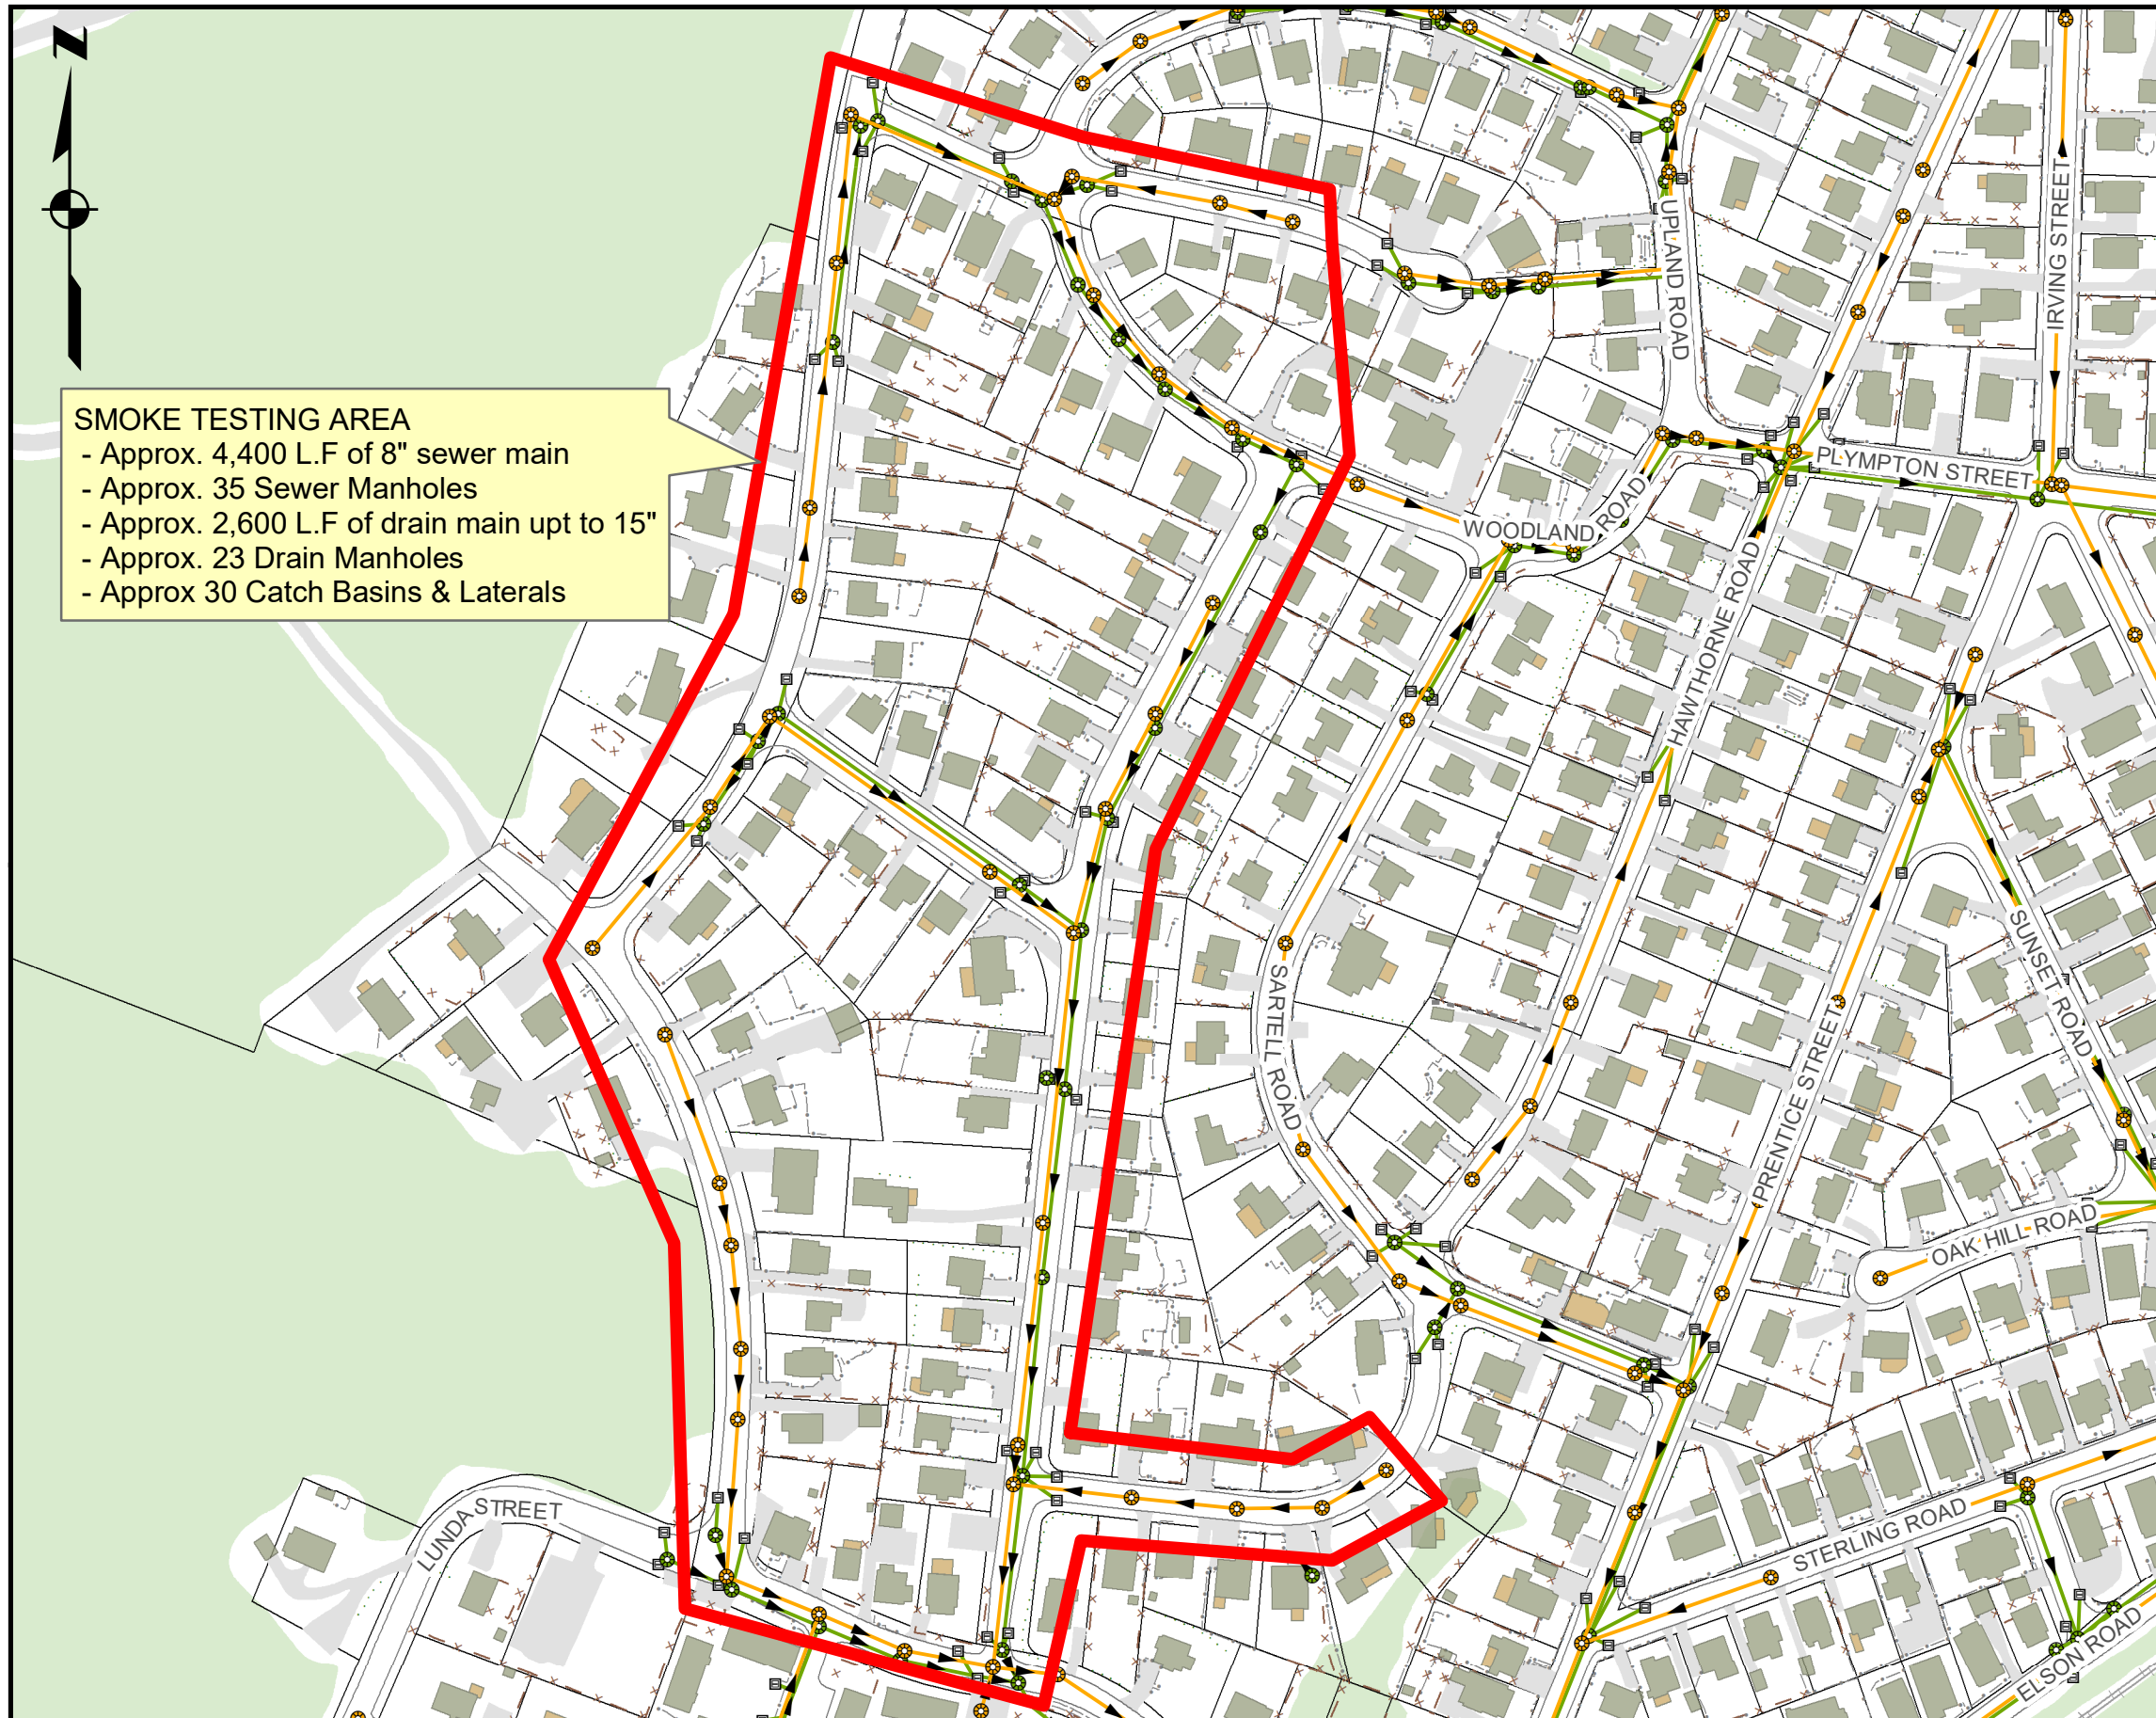 N
SMOKE TESTING AREA
- Approx. 4,400 L.F of 8" sewer main
- Approx. 35 Sewer Manholes
- Approx. 2,600 L.F of drain main upt to 15"
- Approx. 23 Drain Manholes
- Approx 30 Catch Basins & Laterals
UPLAND ROAD
IRVING STREET
PLYMPTON STREET
WOODLAND ROAD
HAWTHORNE ROAD
SARTELL ROAD
PRENTICE STREET
SUNSET ROAD
OAK HILL ROAD
LUNDA STREET
STERLING ROAD
ELSON ROAD